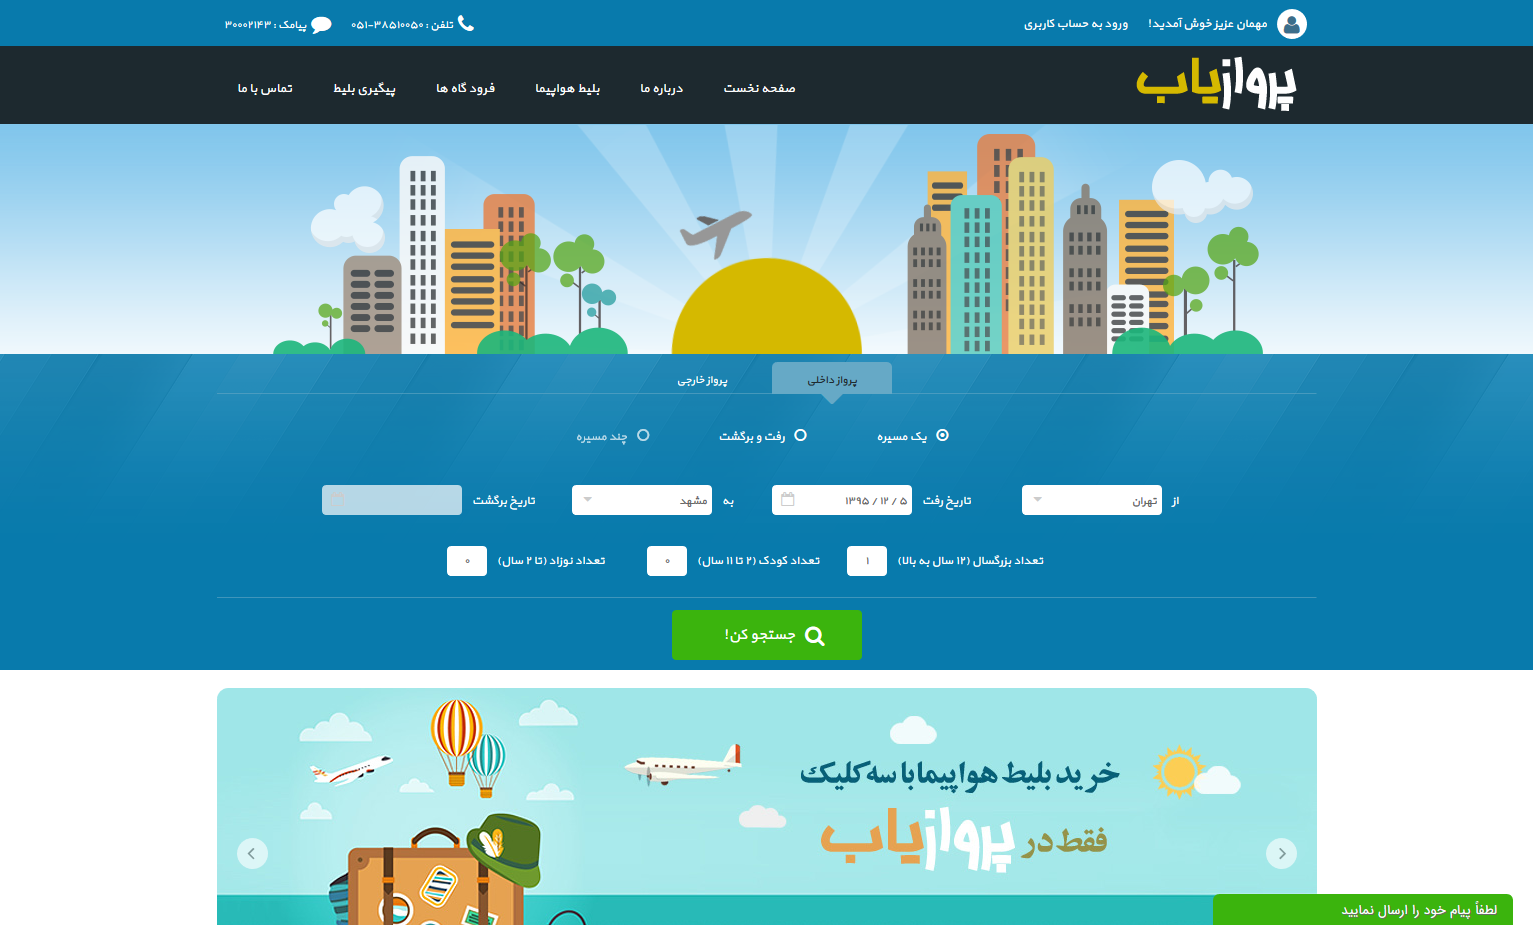 مهمان عزیز خوش آمدید!
ورود به حساب کاربری
تلفن : ۳۸۵۱۰۰۵۰-۰۵۱
پیامک : ۳۰۰۰۲۱۴۳
پروازیاب
صفحه نخست
درباره ما
بلیط هواپیما
فرود گاه ها
پیگیری بلیط
تماس با ما
پرواز داخلی
پرواز خارجی
یک مسیره
رفت و برگشت
چند مسیره
از
تهران
تاریخ رفت
۱۳۹۵ / ۱۲ / ۵
به
مشهد
تاریخ برگشت
تعداد بزرگسال (۱۲ سال به بالا)
۱
تعداد کودک (۲ تا ۱۱ سال)
۰
تعداد نوزاد (تا ۲ سال)
۰
جستجو کن!
خرید بلیط هواپیما با سه کلیک
فقط در پروازیاب
لطفاً پیام خود را ارسال نمایید